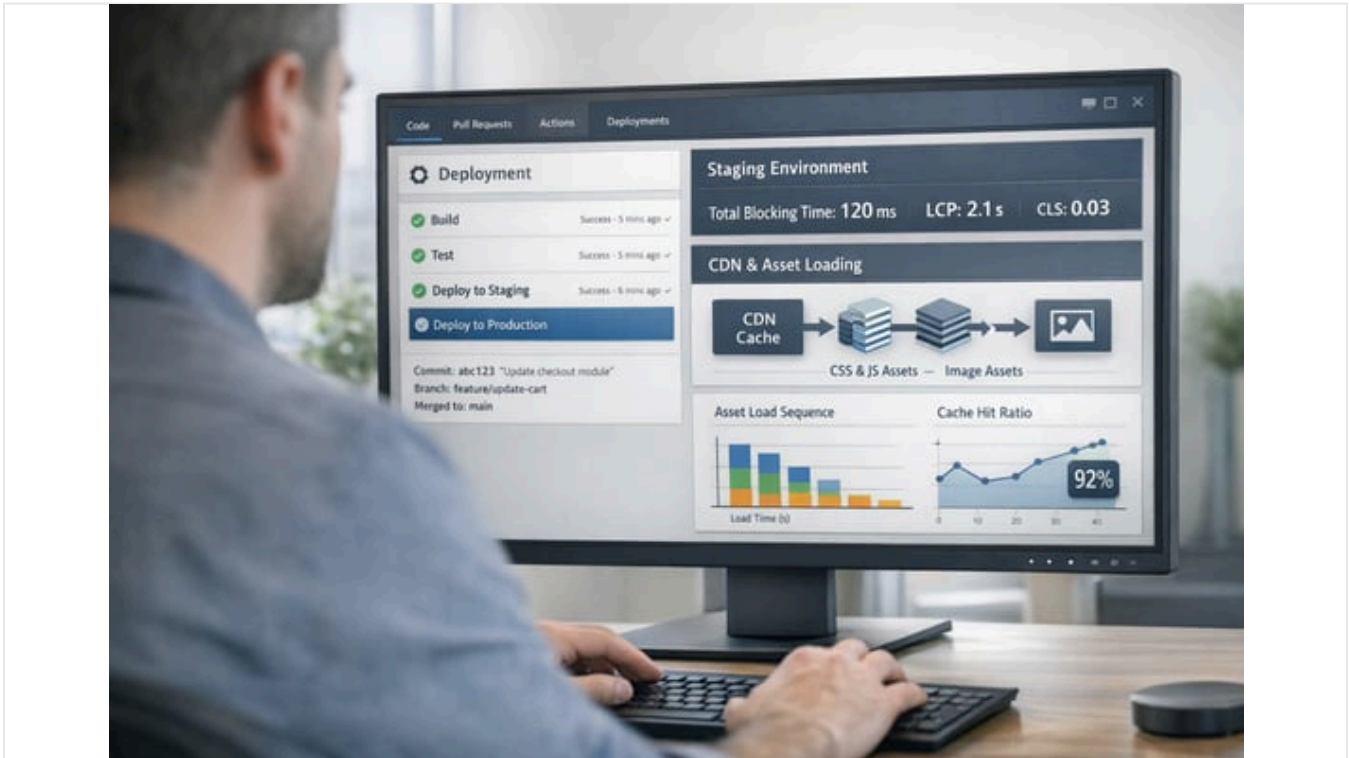 Code Pull Requests Actions Deployments
Deployment
Build Success - 5 mins ago
Test Success - 5 mins ago
Deploy to Staging Success - 6 mins ago
Deploy to Production
Commit: abc123 "Update checkout module"
Branch: feature/update-cart
Merged to: main
Staging Environment
Total Blocking Time: 120 ms LCP: 2.1 s CLS: 0.03
CDN & Asset Loading
CDN
Cache
CSS & JS Assets — Image Assets
Asset Load Sequence
Load Time (s)
Cache Hit Ratio
92%
0 10 20 30 40